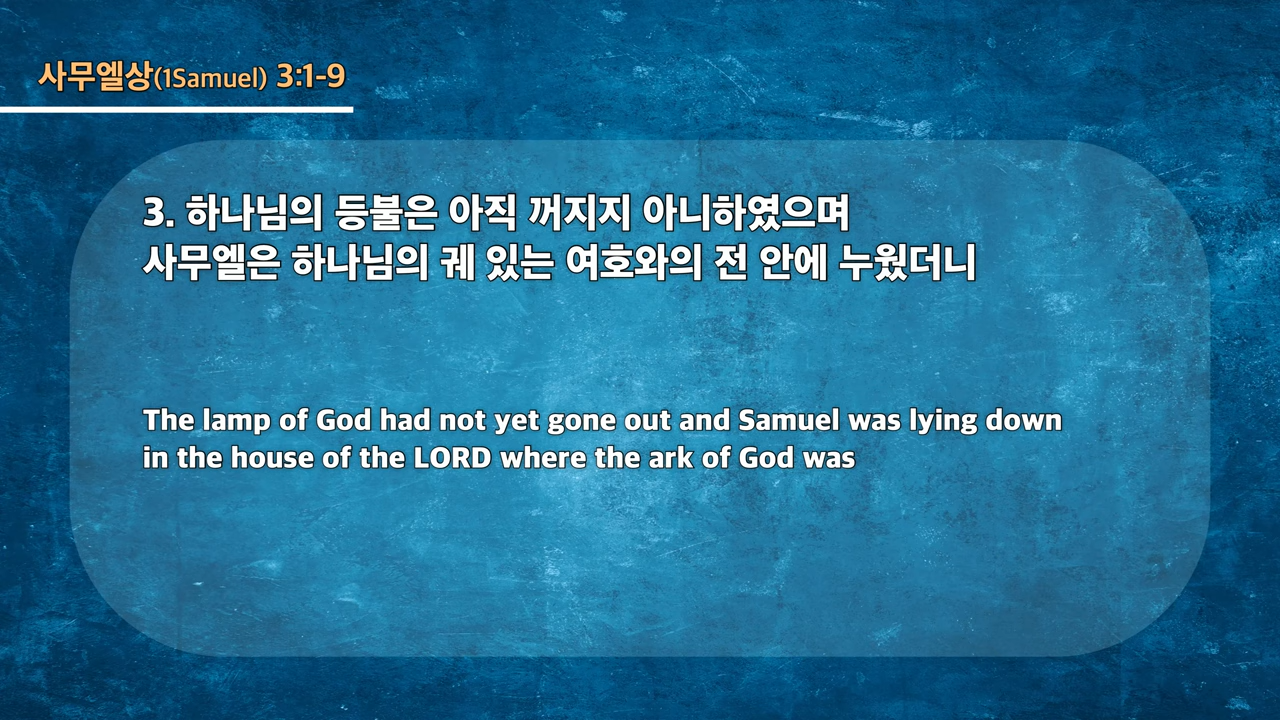 사무엘상(1Samuel) 3:1-9
3. 하나님의 등불은 아직 꺼지지 아니하였으며
사무엘은 하나님의 궤 있는 여호와의 전 안에 누웠더니
The lamp of God had not yet gone out and Samuel was lying down
in the house of the LORD where the ark of God was